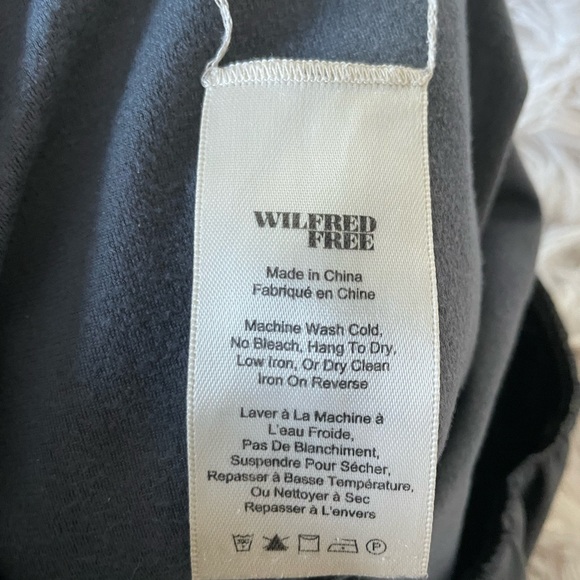 WILFRED
FREE
Made in China
Fabriqué en Chine
Machine Wash Cold,
No Bleach, Hang To Dry,
Low Iron, Or Dry Clean
Iron On Reverse
Laver à La Machine à
L'eau Froide,
Pas De Blanchiment,
Suspendre Pour Sécher,
Repasser à Basse Température,
Ou Nettoyer à Sec
Repasser à L'envers